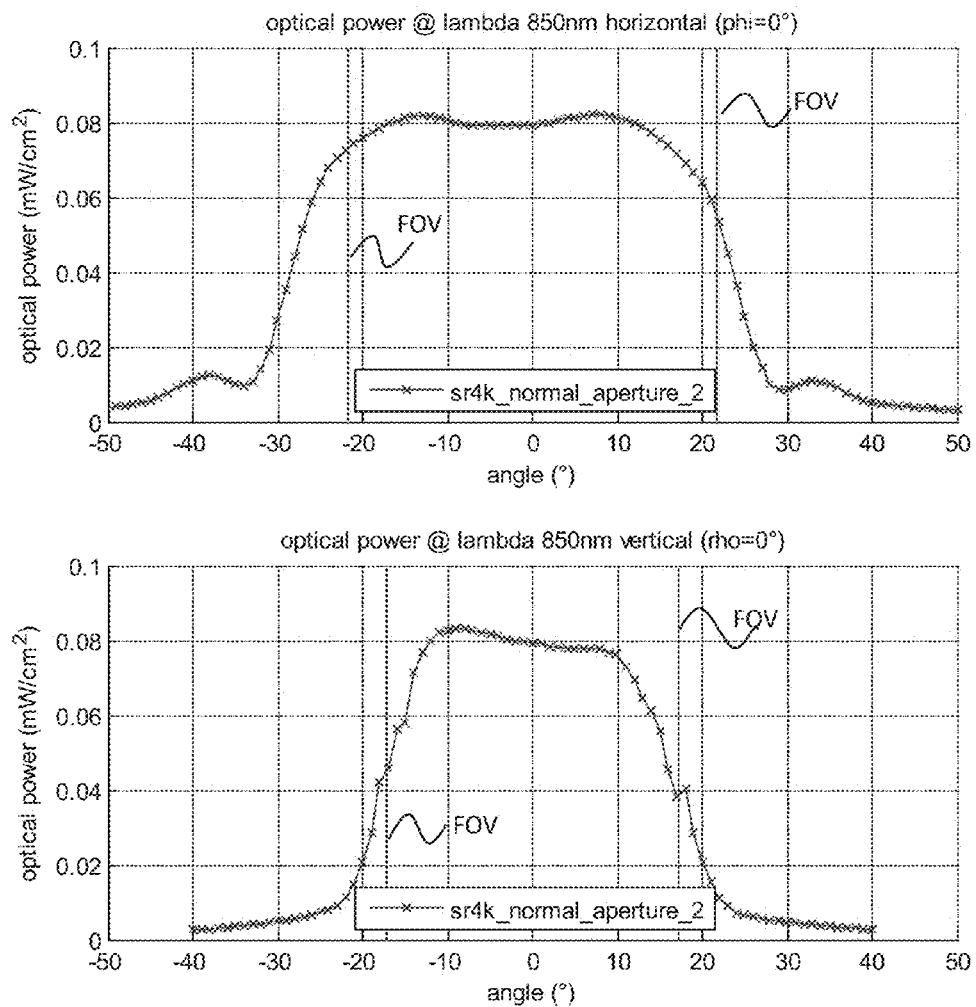 optical power @ lambda 850nm horizontal (phi=0°)
optical power (mW/cm²)
0.1
0.08
0.06
0.04
0.02
0
FOV
FOV
sr4k_normal_aperture_2
-50 -40 -30 -20 -10 0 10 20 30 40 50
angle (°)
optical power @ lambda 850nm vertical (rho=0°)
optical power (mW/cm²)
0.1
0.08
0.06
0.04
0.02
0
FOV
FOV
sr4k_normal_aperture_2
-50 -40 -30 -20 -10 0 10 20 30 40 50
angle (°)